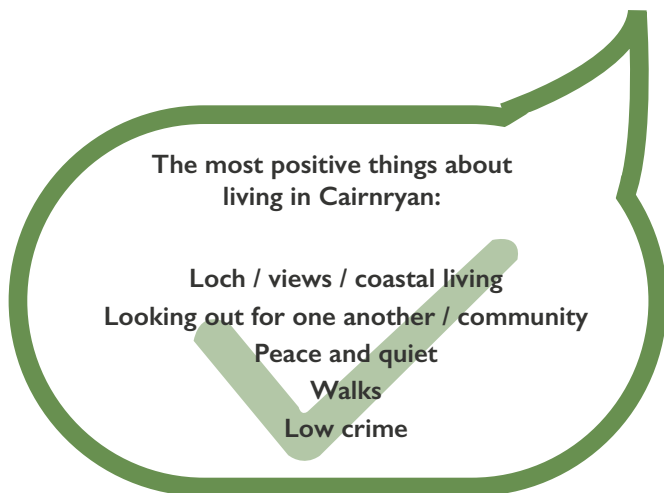 The most positive things about
living in Cairnryan:
Loch / views / coastal living
Looking out for one another / community
Peace and quiet
Walks
Low crime